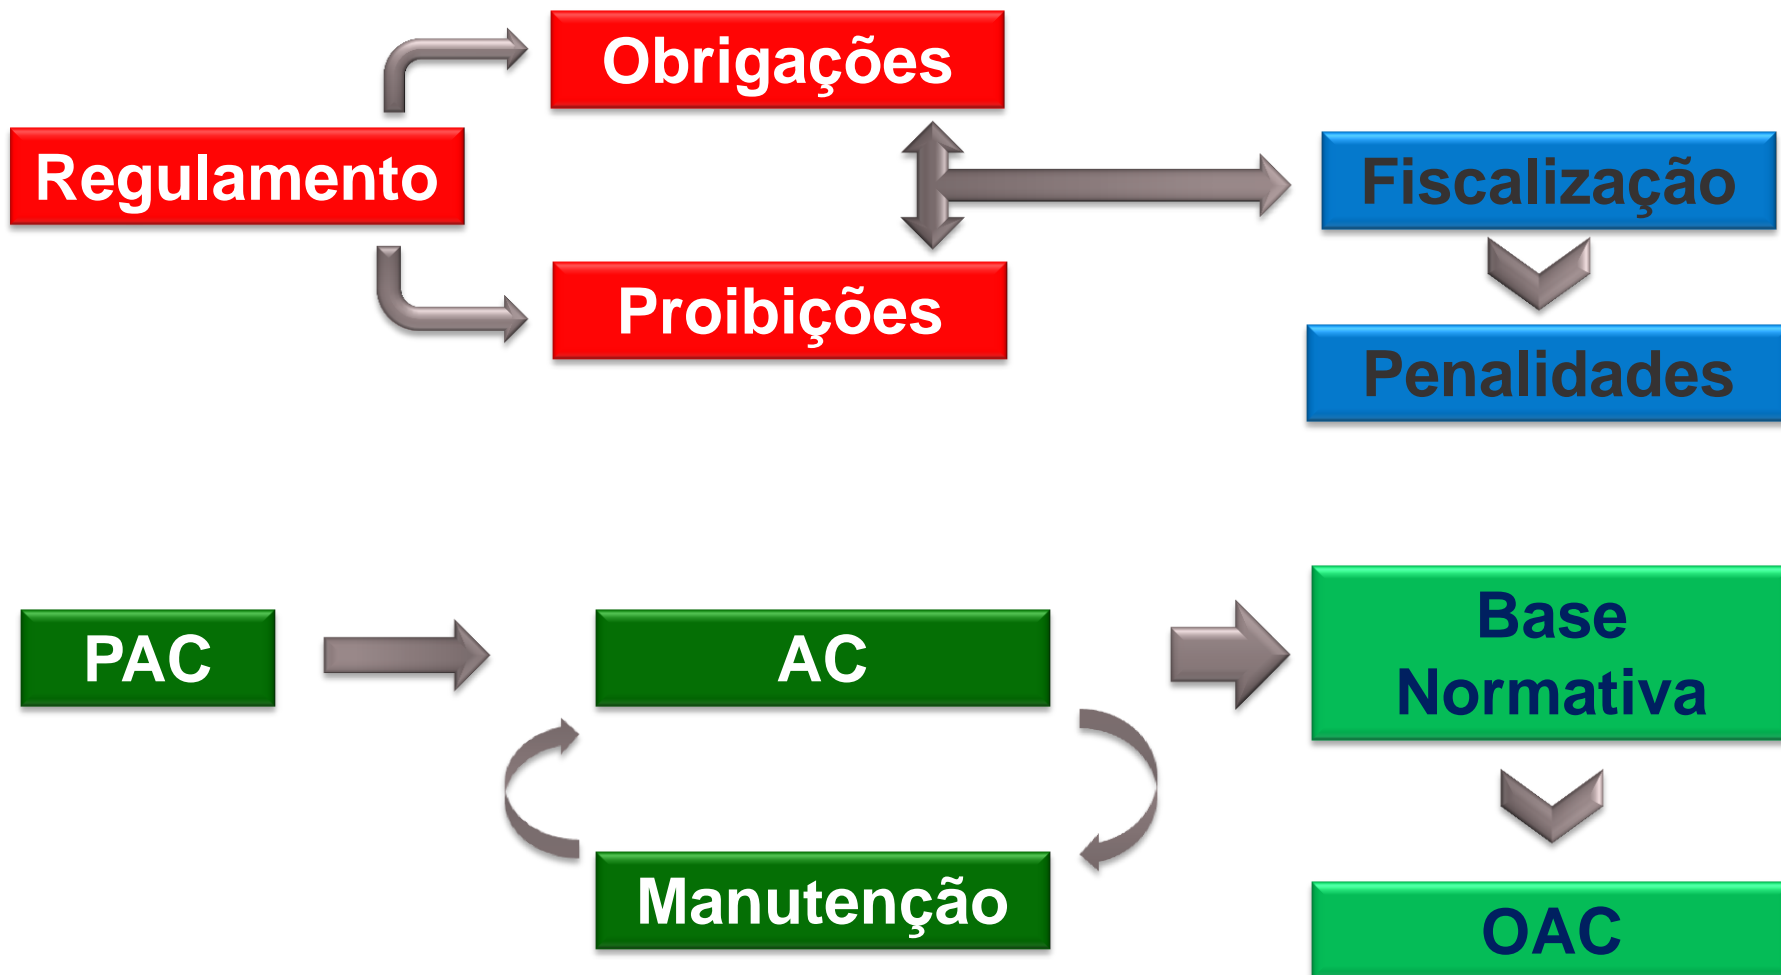 Obrigações
Regulamento
Fiscalização
Proibições
Penalidades
PAC
AC
Base
Normativa
Manutenção
OAC